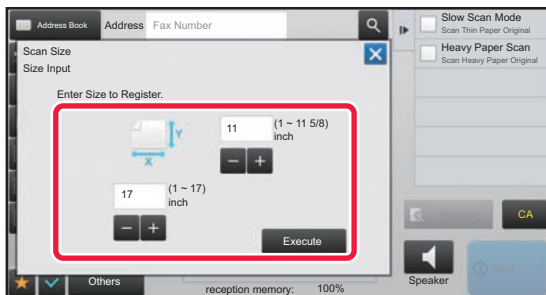 Address Book Address Fax Number
Slow Scan Mode
Scan Thin Paper Original
Heavy Paper Scan
Scan Heavy Paper Original
Scan Size
Size Input
Enter Size to Register.
Y
X
11 (1 ~ 11 5/8)
inch
17 (1 ~ 17)
inch
Execute
Preview CA
Speaker Start
Others
reception memory: 100%